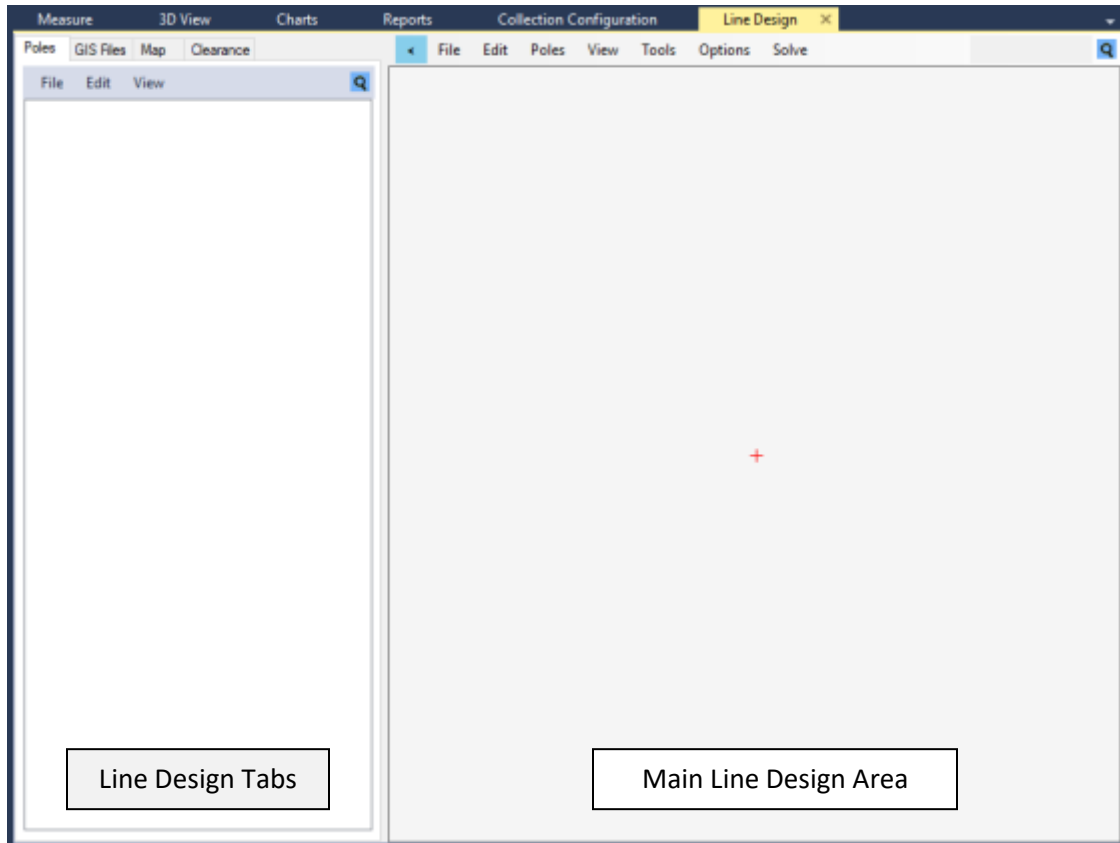 Measure 3D View Charts Reports Collection Configuration Line Design ×
Poles GIS Files Map Clearance
File Edit Poles View Tools Options Solve
File Edit View
Line Design Tabs
Main Line Design Area